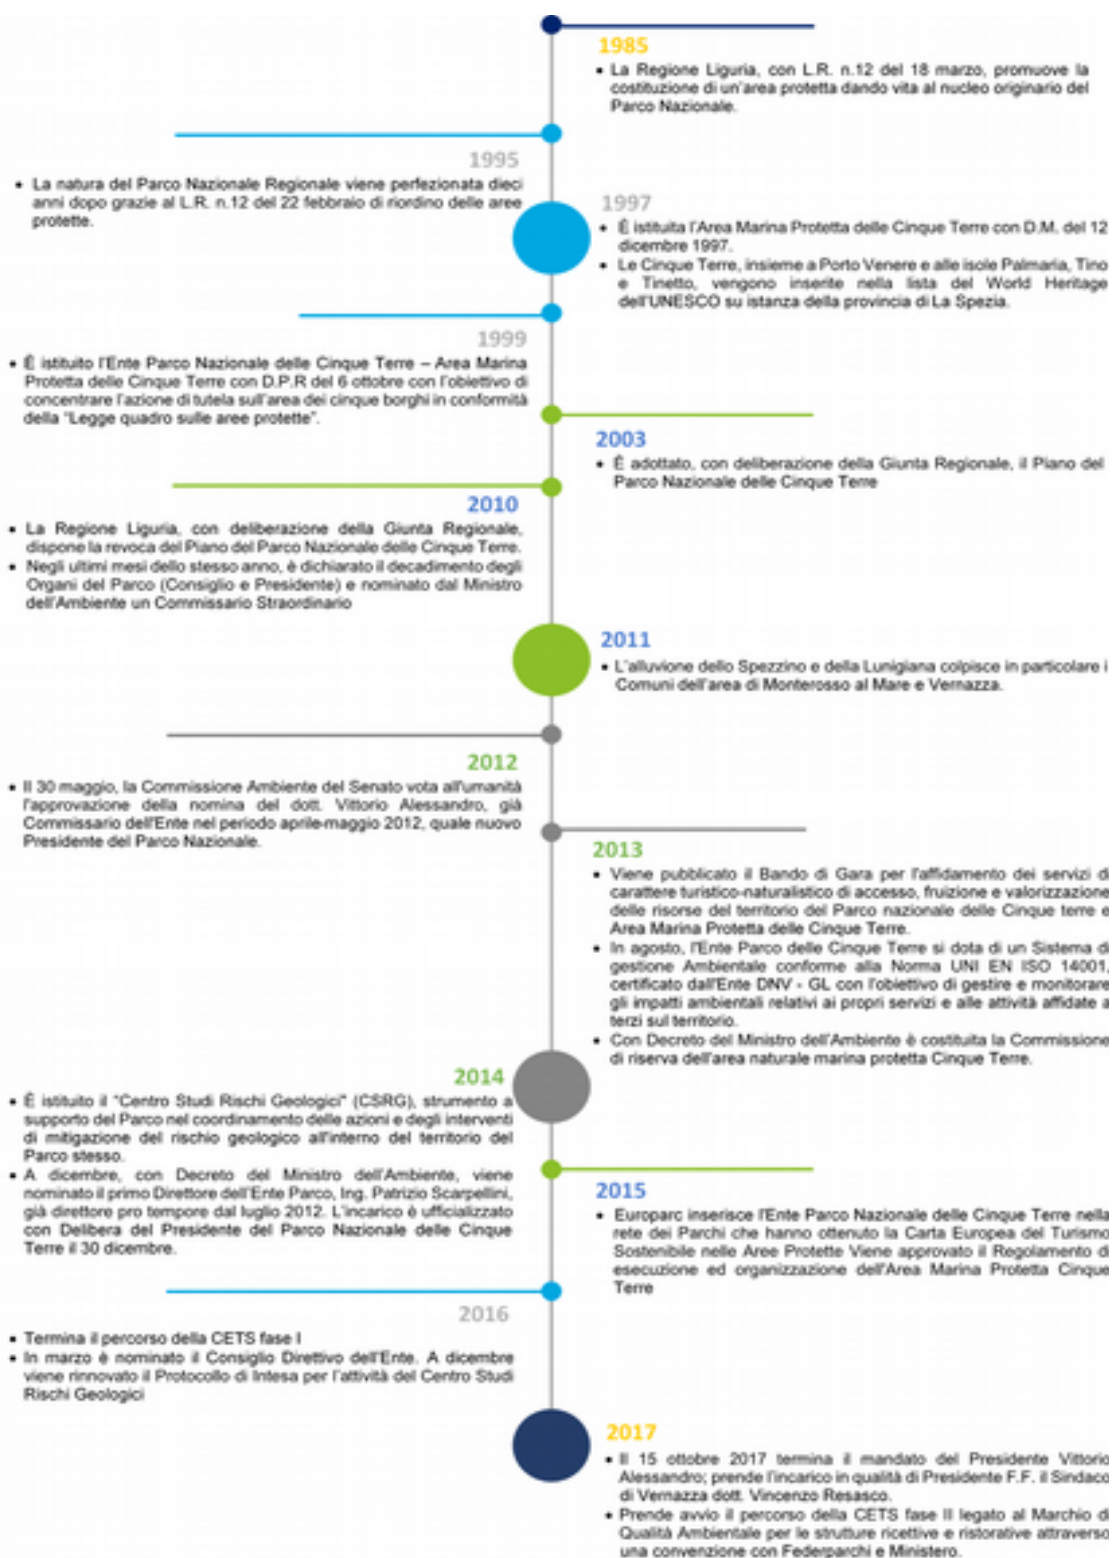 1985
• La Regione Liguria, con L.R. n.12 del 18 marzo, promuove la
costituzione di un'area protetta dando vita al nucleo originario del
Parco Nazionale.
1995
• La natura del Parco Nazionale Regionale viene perfezionata dieci
anni dopo grazie al L.R. n.12 del 22 febbraio di riordino delle aree
protette.
1997
• É istituita l'Area Marina Protetta delle Cinque Terre con D.M. del 12
dicembre 1997.
• Le Cinque Terre, insieme a Porto Venere e alle isole Palmaria, Tino
e Tinetto, vengono inserite nella lista del World Heritage
dell'UNESCO su istanza della provincia di La Spezia.
1999
• É istituito l'Ente Parco Nazionale delle Cinque Terre – Area Marina
Protetta delle Cinque Terre con D.P.R del 6 ottobre con l'obiettivo di
concentrare l'azione di tutela sull'area dei cinque borghi in conformità
della "Legge quadro sulle aree protette".
2003
• É adottato, con deliberazione della Giunta Regionale, il Piano del
Parco Nazionale delle Cinque Terre
2010
• La Regione Liguria, con deliberazione della Giunta Regionale,
dispone la revoca del Piano del Parco Nazionale delle Cinque Terre.
• Negli ultimi mesi dello stesso anno, è dichiarato il decadimento degli
Organi del Parco (Consiglio e Presidente) e nominato dal Ministro
dell'Ambiente un Commissario Straordinario
2011
• L'alluvione dello Spezzino e della Lunigiana colpisce in particolare i
Comuni dell'area di Monterosso al Mare e Vernazza.
2012
• Il 30 maggio, la Commissione Ambiente del Senato vota all'umanità
l'approvazione della nomina del dott. Vittorio Alessandro, già
Commissario dell'Ente nel periodo aprile-maggio 2012, quale nuovo
Presidente del Parco Nazionale.
2013
• Viene pubblicato il Bando di Gara per l'affidamento dei servizi di
carattere turistico-naturalistico di accesso, fruizione e valorizzazione
delle risorse del territorio del Parco nazionale delle Cinque terre e
Area Marina Protetta delle Cinque Terre.
• In agosto, l'Ente Parco delle Cinque Terre si dota di un Sistema di
gestione Ambientale conforme alla Norma UNI EN ISO 14001,
certificato dall'Ente DNV - GL con l'obiettivo di gestire e monitorare
gli impatti ambientali relativi ai propri servizi e alle attività affidate a
terzi sul territorio.
• Con Decreto del Ministro dell'Ambiente è costituita la Commissione
di riserva dell'area naturale marina protetta Cinque Terre.
2014
• É istituito il "Centro Studi Rischi Geologici" (CSRG), strumento a
supporto del Parco nel coordinamento delle azioni e degli interventi
di mitigazione del rischio geologico all'interno del territorio del
Parco stesso.
• A dicembre, con Decreto del Ministro dell'Ambiente, viene
nominato il primo Direttore dell'Ente Parco, Ing. Patrizio Scarpellini,
già direttore pro tempore dal luglio 2012. L'incarico è ufficializzato
con Delibera del Presidente del Parco Nazionale delle Cinque
Terre il 30 dicembre.
2015
• Europarc inserisce l'Ente Parco Nazionale delle Cinque Terre nella
rete dei Parchi che hanno ottenuto la Carta Europea del Turismo
Sostenibile nelle Aree Protette Viene approvato il Regolamento di
esecuzione ed organizzazione dell'Area Marina Protetta Cinque
Terre
2016
• Termina il percorso della CETS fase I
• In marzo è nominato il Consiglio Direttivo dell'Ente. A dicembre
viene rinnovato il Protocollo di Intesa per l'attività del Centro Studi
Rischi Geologici
2017
• Il 15 ottobre 2017 termina il mandato del Presidente Vittorio
Alessandro; prende l'incarico in qualità di Presidente F.F. il Sindaco
di Vernazza dott. Vincenzo Resasco.
• Prende avvio il percorso della CETS fase II legato al Marchio di
Qualità Ambientale per le strutture ricettive e ristorative attraverso
una convenzione con Federparchi e Ministero.